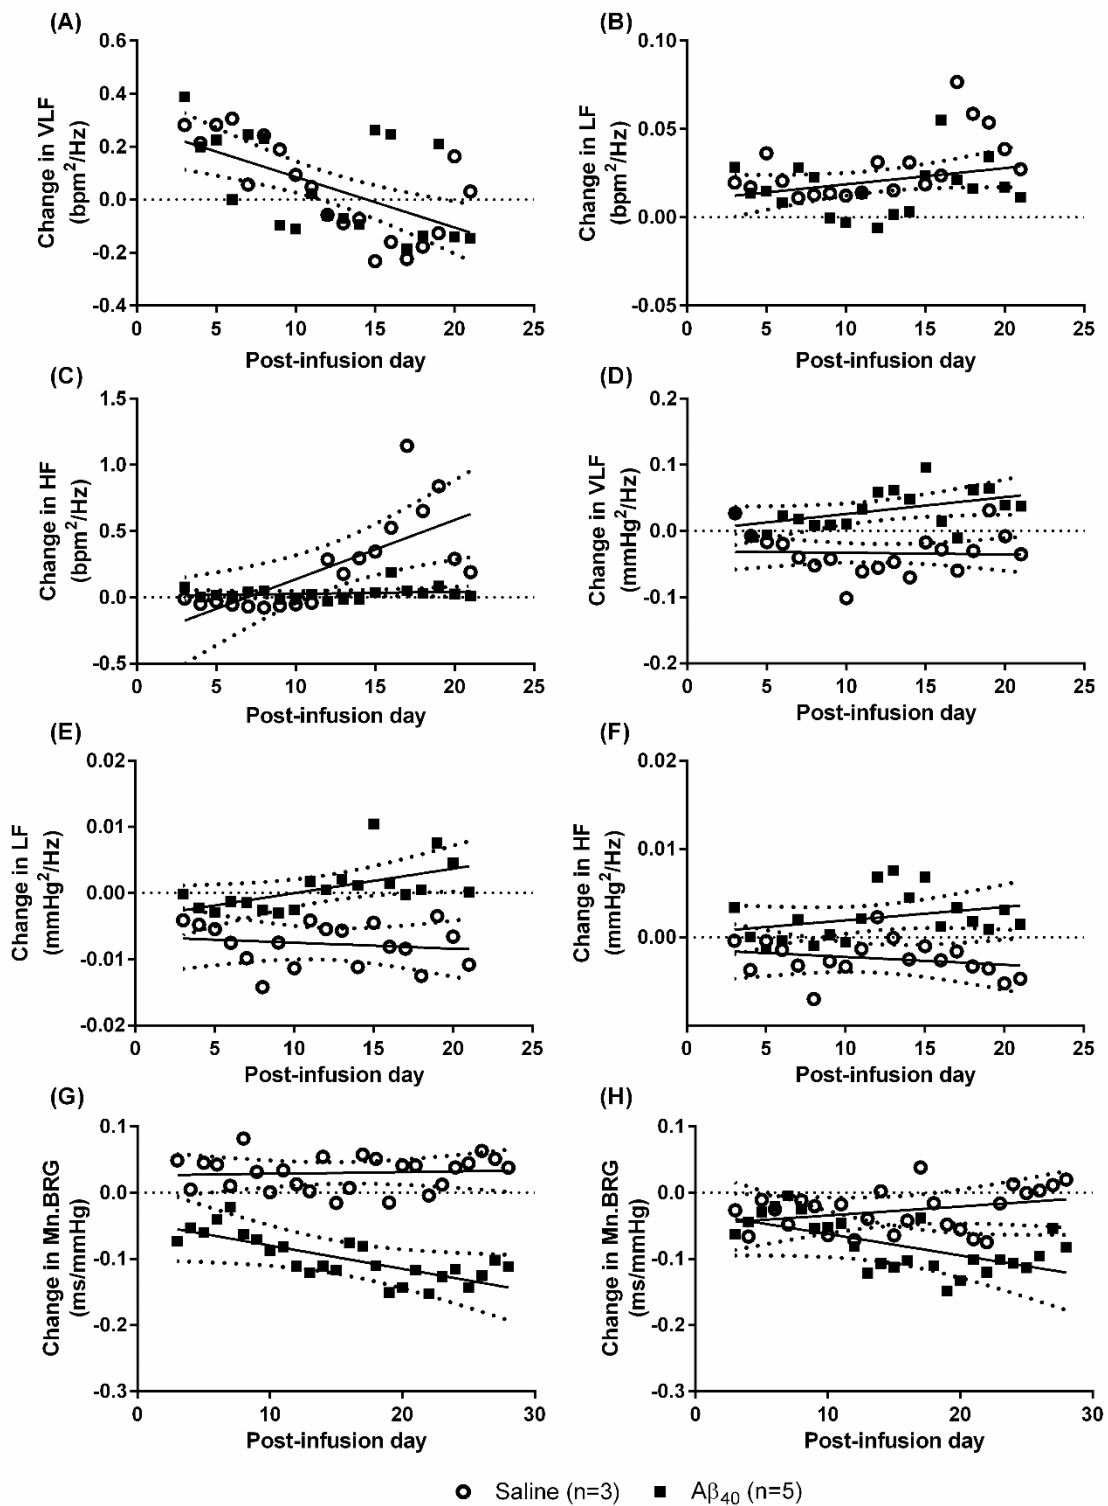 (A)
Change in VLF
(bpm²/Hz)
0.6
0.4
0.2
0.0
-0.2
-0.4
0 5 10 15 20 25
Post-infusion day
(B)
Change in LF
(bpm²/Hz)
0.10
0.05
0.00
-0.05
0 5 10 15 20 25
Post-infusion day
(C)
Change in HF
(bpm²/Hz)
1.5
1.0
0.5
0.0
-0.5
0 5 10 15 20 25
Post-infusion day
(D)
Change in VLF
(mmHg²/Hz)
0.2
0.1
0.0
-0.1
-0.2
0 5 10 15 20 25
Post-infusion day
(E)
Change in LF
(mmHg²/Hz)
0.02
0.01
0.00
-0.01
-0.02
0 5 10 15 20 25
Post-infusion day
(F)
Change in HF
(mmHg²/Hz)
0.02
0.01
0.00
0 5 10 15 20 25
Post-infusion day
(G)
Change in Mn.BRG
(ms/mmHg)
0.1
0.0
-0.1
-0.2
-0.3
0 10 20 30
Post-infusion day
(H)
Change in Mn.BRG
(ms/mmHg)
0.1
0.0
-0.1
-0.2
-0.3
0 10 20 30
Post-infusion day
Saline (n=3) Aβ₄₀ (n=5)